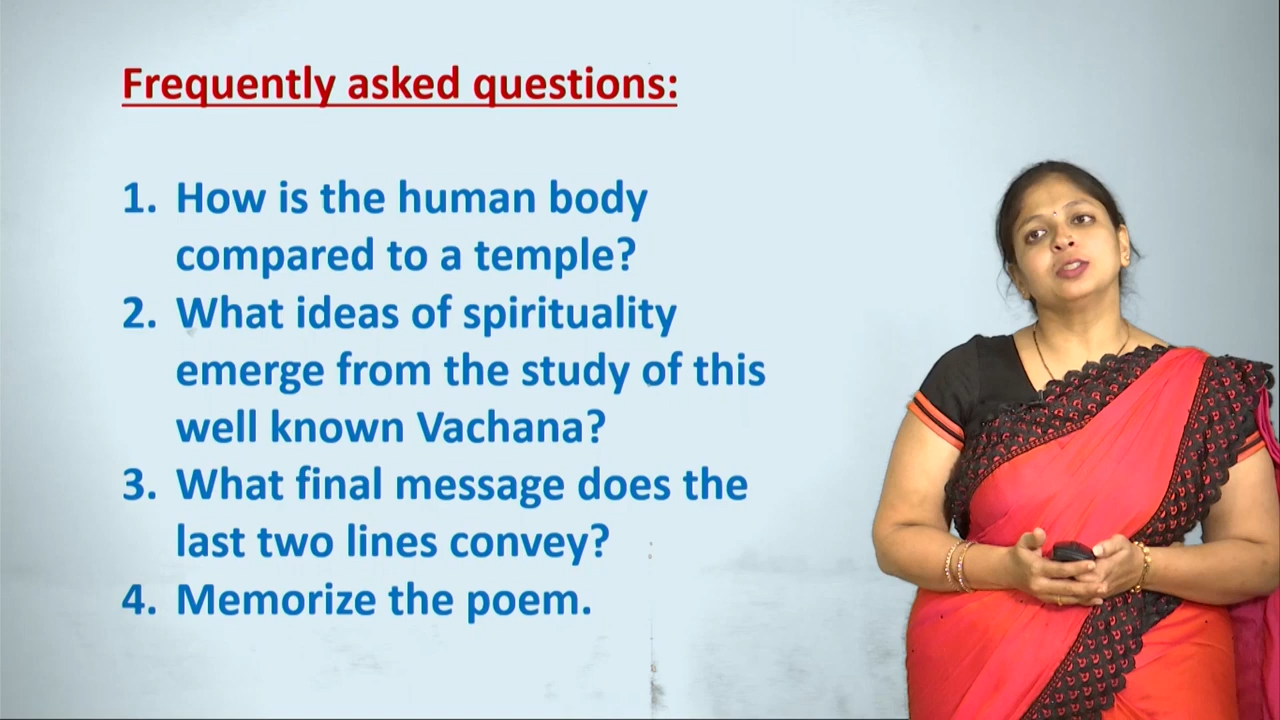 Frequently asked questions:
1. How is the human body
compared to a temple?
2. What ideas of spirituality
emerge from the study of this
well known Vachana?
3. What final message does the
last two lines convey?
4. Memorize the poem.